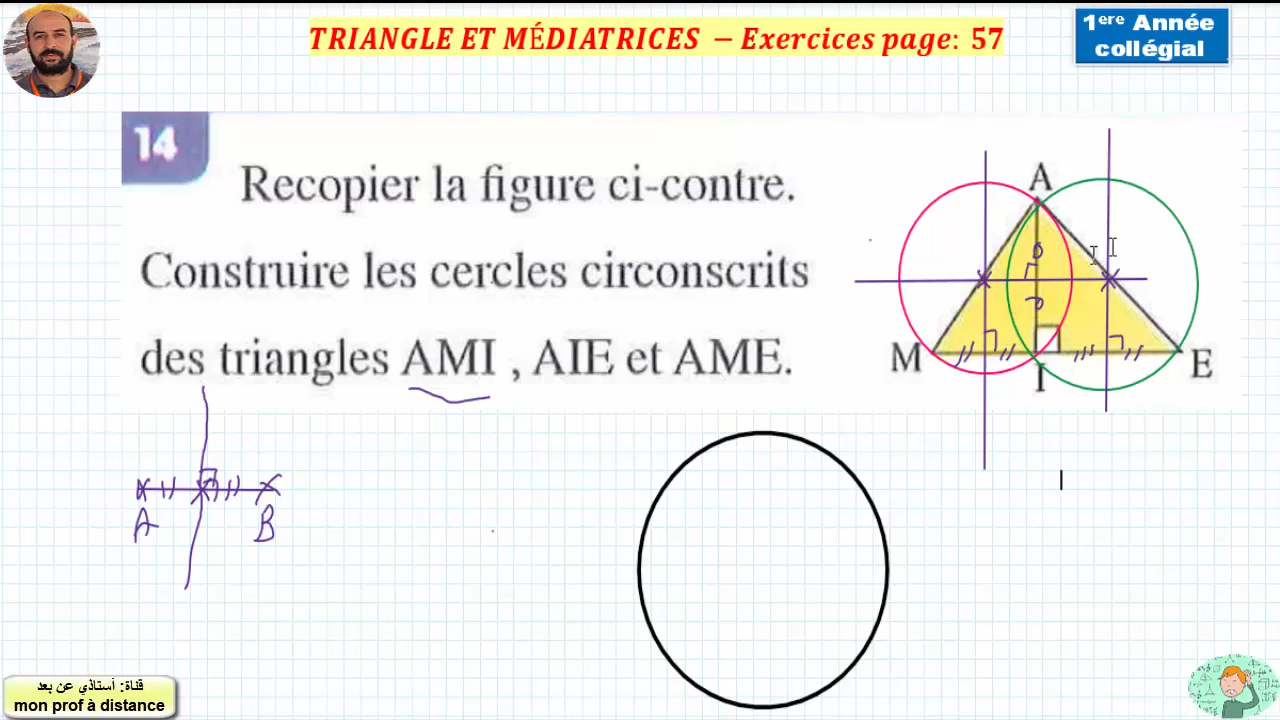 TRIANGLE ET MÉDIATRICES – Exercices page: 57
1ere Année
collégial
14
Recopier la figure ci-contre.
Construire les cercles circonscrits
des triangles AMI , AIE et AME.
A
M
I
E
A
B
قناة: أستاذي عن بعد
mon prof à distance